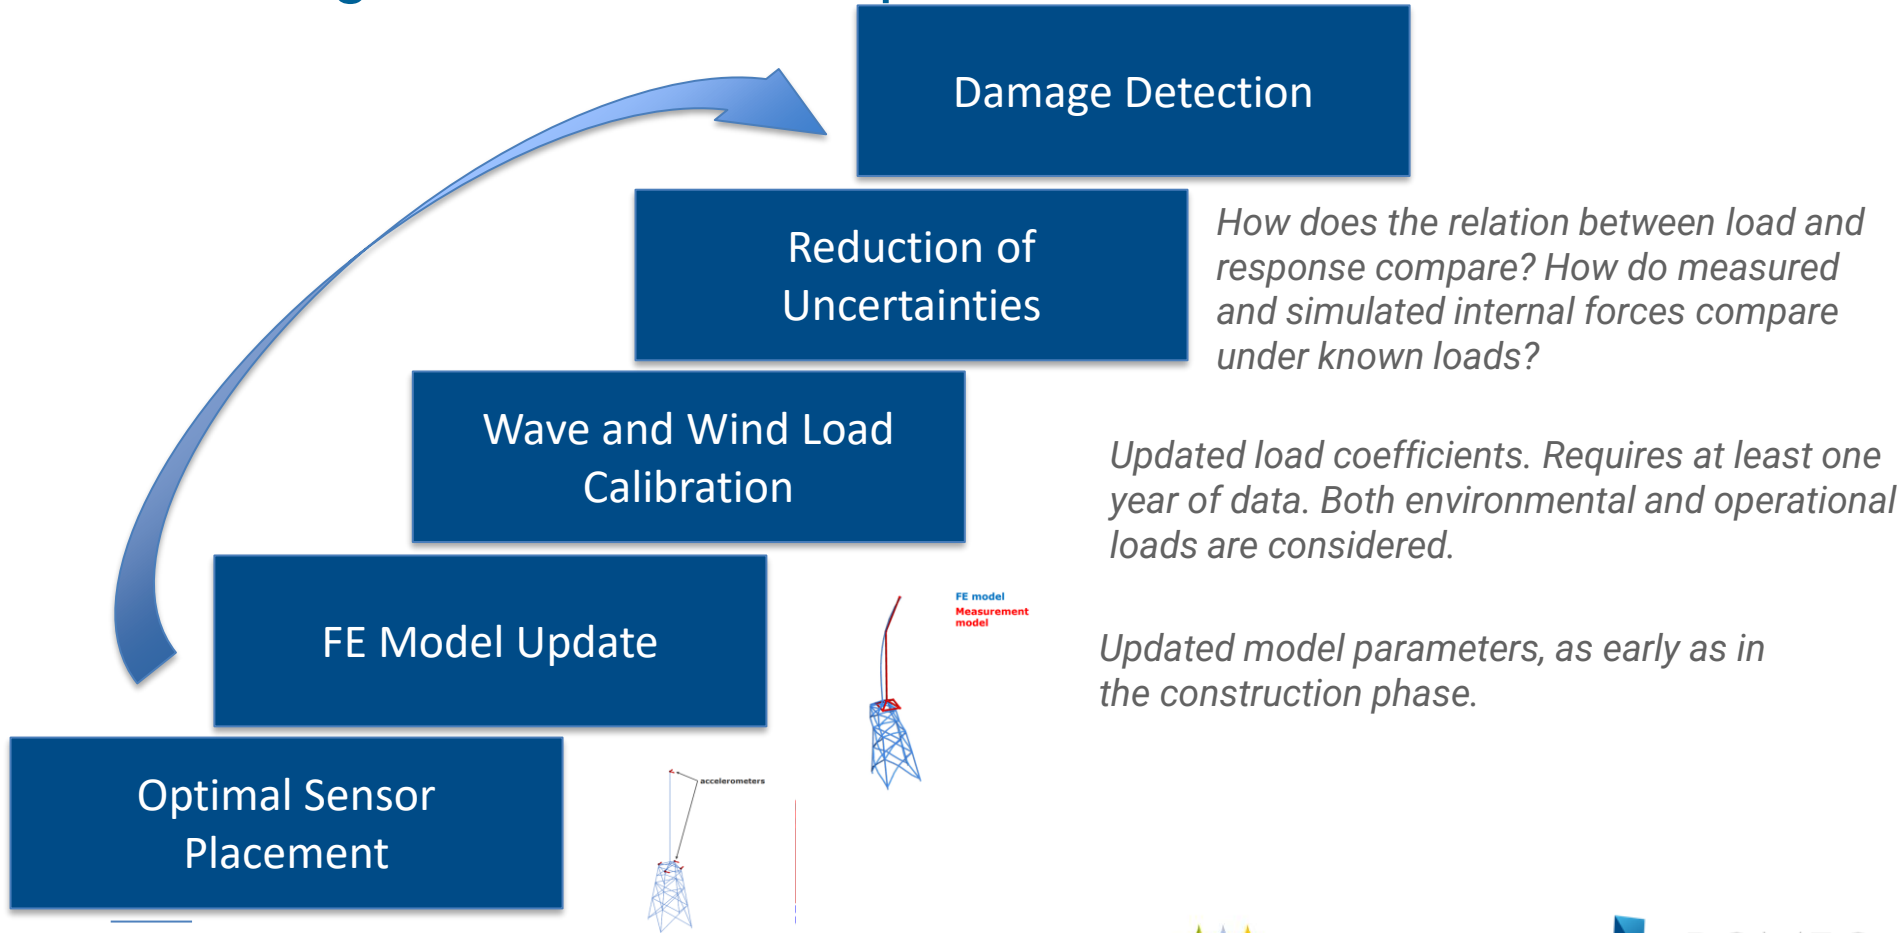 Damage Detection
Reduction of
Uncertainties
How does the relation between load and
response compare? How do measured
and simulated internal forces compare
under known loads?
Wave and Wind Load
Calibration
Updated load coefficients. Requires at least one
year of data. Both environmental and operational
loads are considered.
FE Model Update
FE model
Measurement
model
Updated model parameters, as early as in
the construction phase.
Optimal Sensor
Placement
accelerometers